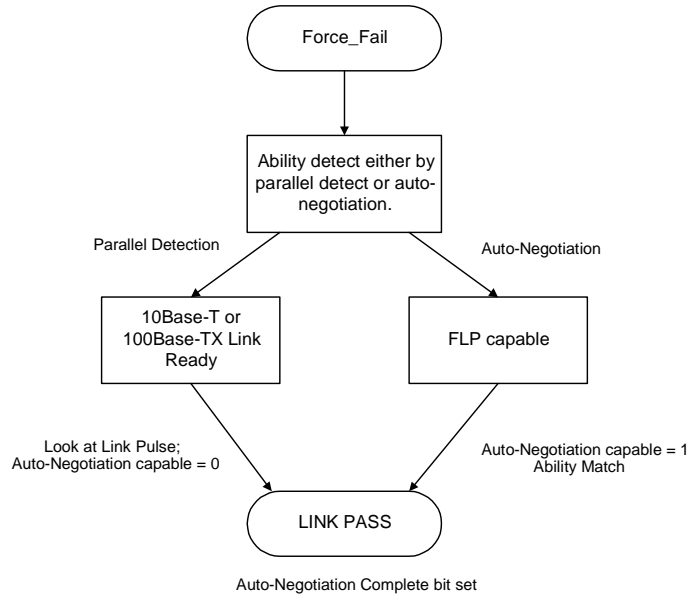 Force_Fail
Ability detect either by
parallel detect or auto-
negotiation.
Parallel Detection
Auto-Negotiation
10Base-T or
100Base-TX Link
Ready
FLP capable
Look at Link Pulse;
Auto-Negotiation capable = 0
Auto-Negotiation capable = 1
Ability Match
LINK PASS
Auto-Negotiation Complete bit set